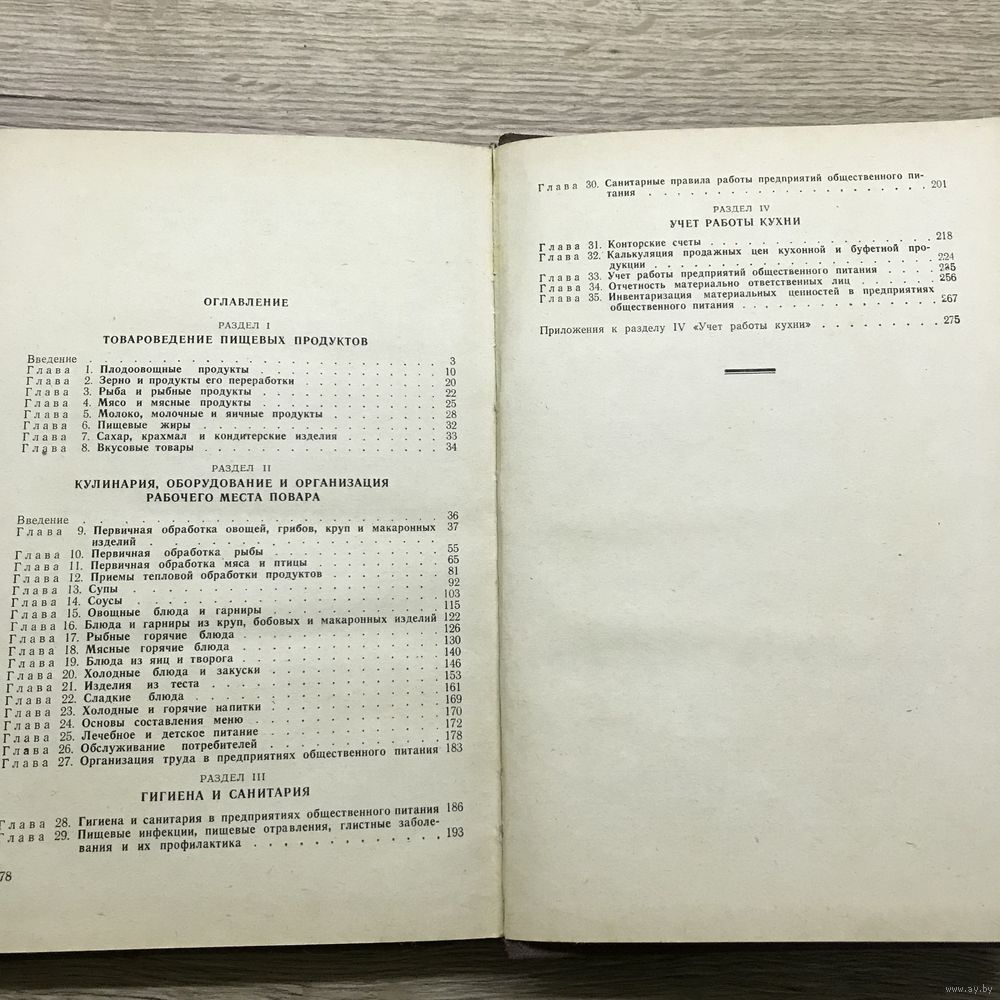 ОГЛАВЛЕНИЕ
РАЗДЕЛ I
ТОВАРОВЕДЕНИЕ ПИЩЕВЫХ ПРОДУКТОВ
Введение . . . . . . . . . . 3
Глава 1. Плодоовощные продукты . . . . . . . . . . 10
Глава 2. Зерно и продукты его переработки . . . . . . . . . . 20
Глава 3. Рыба и рыбные продукты . . . . . . . . . . 22
Глава 4. Мясо и мясные продукты . . . . . . . . . . 25
Глава 5. Молоко, молочные и яичные продукты . . . . . . . . . . 28
Глава 6. Пищевые жиры . . . . . . . . . . 32
Глава 7. Сахар, крахмал и кондитерские изделия . . . . . . . . . . 33
Глава 8. Вкусовые товары . . . . . . . . . . 34
РАЗДЕЛ II
КУЛИНАРИЯ, ОБОРУДОВАНИЕ И ОРГАНИЗАЦИЯ
РАБОЧЕГО МЕСТА ПОВАРА
Введение . . . . . . . . . . 36
Глава 9. Первичная обработка овощей, грибов, круп и макаронных 37
изделий . . . . . . . . . .
Глава 10. Первичная обработка рыбы . . . . . . . . . . 55
Глава 11. Первичная обработка мяса и птицы . . . . . . . . . . 65
Глава 12. Приемы тепловой обработки продуктов . . . . . . . . . . 81
Глава 13. Супы . . . . . . . . . . 92
Глава 14. Соусы . . . . . . . . . . 103
Глава 15. Овощные блюда и гарниры . . . . . . . . . . 115
Глава 16. Блюда и гарниры из круп, бобовых и макаронных изделий 122
Глава 17. Рыбные горячие блюда . . . . . . . . . . 126
Глава 18. Мясные горячие блюда . . . . . . . . . . 130
Глава 19. Блюда из яиц и творога . . . . . . . . . . 140
Глава 20. Холодные блюда и закуски . . . . . . . . . . 146
Глава 21. Изделия из теста . . . . . . . . . . 153
Глава 22. Сладкие блюда . . . . . . . . . . 161
Глава 23. Холодные и горячие напитки . . . . . . . . . . 169
Глава 24. Основы составления меню . . . . . . . . . . 170
Глава 25. Лечебное и детское питание . . . . . . . . . . 172
Глава 26. Обслуживание потребителей . . . . . . . . . . 178
Глава 27. Организация труда в предприятиях общественного питания 183
РАЗДЕЛ III
ГИГИЕНА И САНИТАРИЯ
Глава 28. Гигиена и санитария в предприятиях общественного питания 186
Глава 29. Пищевые инфекции, пищевые отравления, глистные заболе-
вания и их профилактика . . . . . . . . . . 193
78
Глава 30. Санитарные правила работы предприятий общественного пи-
тания . . . . . . . . . . 201
РАЗДЕЛ IV
УЧЕТ РАБОТЫ КУХНИ
Глава 31. Конторские счеты . . . . . . . . . . 218
Глава 32. Калькуляция продажных цен кухонной и буфетной про-
дукции . . . . . . . . . . 224
Глава 33. Учет работы предприятий общественного питания . . . . 235
Глава 34. Отчетность материально ответственных лиц . . . . . . 256
Глава 35. Инвентаризация материальных ценностей в предприятиях
общественного питания . . . . . . . . . . 267
Приложения к разделу IV «Учет работы кухни» . . . . . . . . . 275
www.ay.by